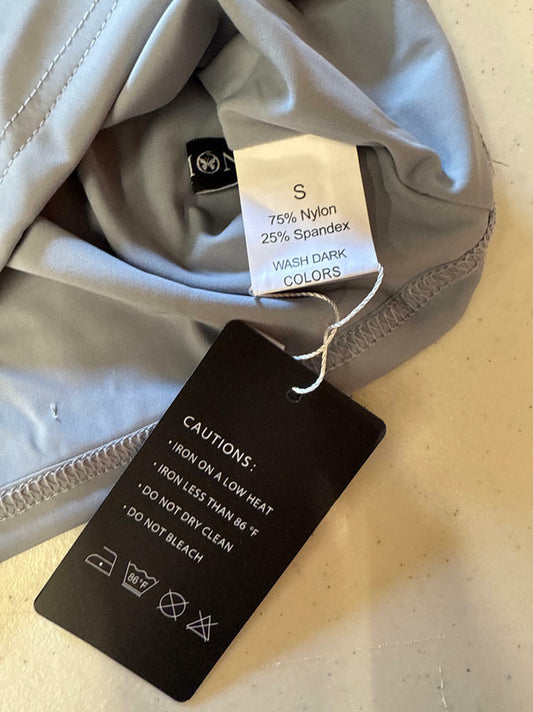 S
75% Nylon
25% Spandex
WASH DARK
COLORS
CAUTIONS:
• IRON ON A LOW HEAT
• IRON LESS THAN 86 °F
• DO NOT DRY CLEAN
• DO NOT BLEACH
86 °F